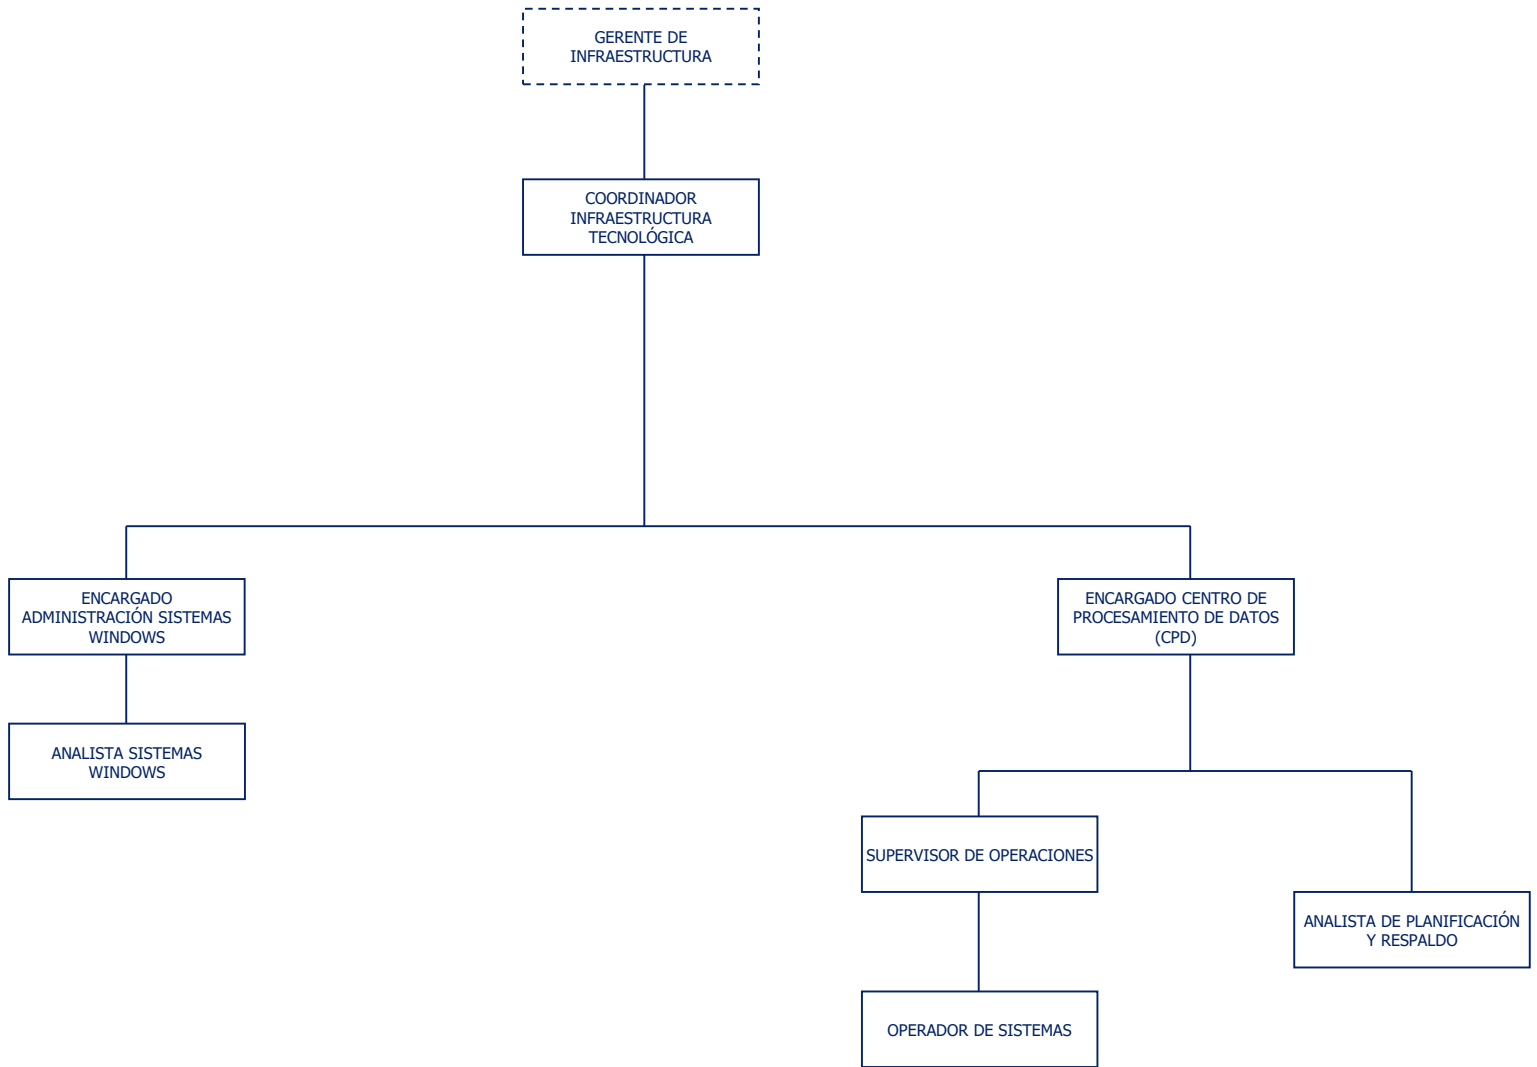 GERENTE DE
INFRAESTRUCTURA
COORDINADOR
INFRAESTRUCTURA
TECNOLÓGICA
ENCARGADO
ADMINISTRACIÓN SISTEMAS
WINDOWS
ENCARGADO CENTRO DE
PROCESAMIENTO DE DATOS
(CPD)
ANALISTA SISTEMAS
WINDOWS
SUPERVISOR DE OPERACIONES
ANALISTA DE PLANIFICACIÓN
Y RESPALDO
OPERADOR DE SISTEMAS